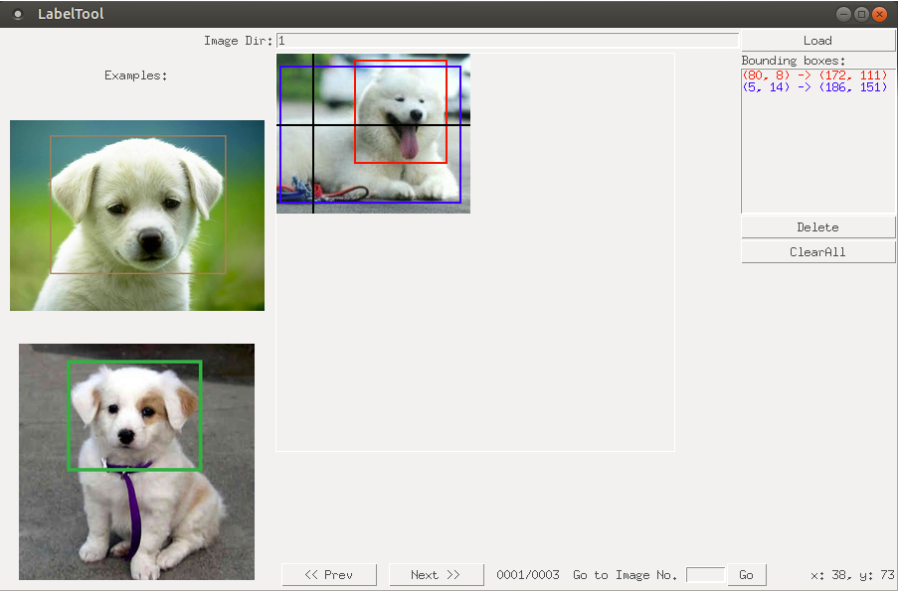 LabelTool
Image Dir: 1 Load
Examples:
Bounding boxes:
(80, 8) -> (172, 111)
(5, 14) -> (186, 151)
Delete
ClearAll
<< Prev Next >> 0001/0003 Go to Image No. Go x: 38, y: 73